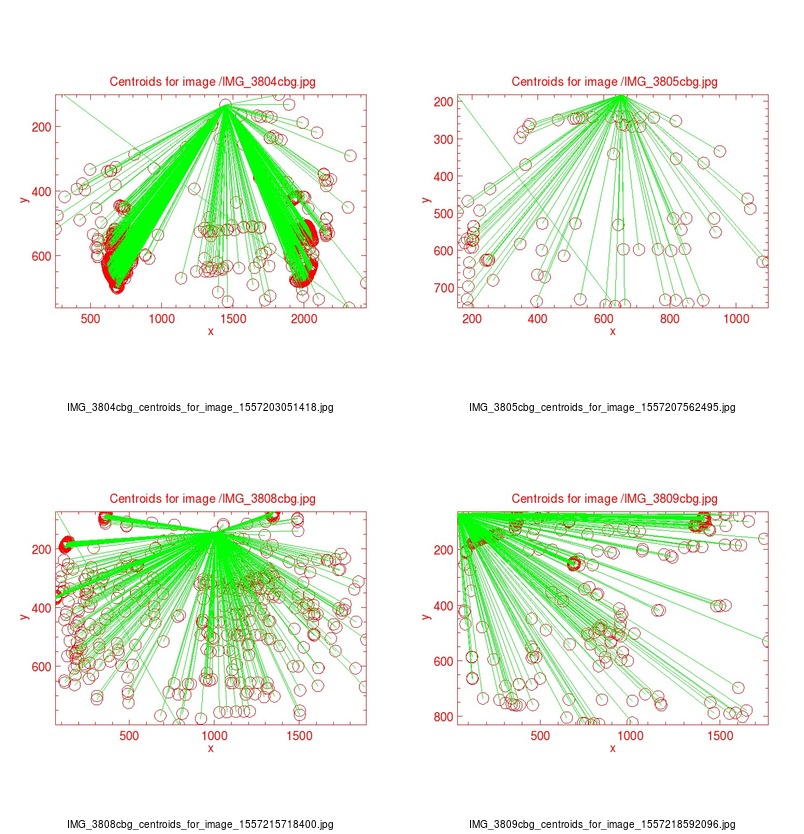 Centroids for image /IMG_3804cbg.jpg
200
400
600
y
500 1000 1500 2000
x
IMG_3804cbg_centroids_for_image_1557203051418.jpg
Centroids for image /IMG_3805cbg.jpg
200
300
400
500
600
700
y
200 400 600 800 1000
x
IMG_3805cbg_centroids_for_image_1557207562495.jpg
Centroids for image /IMG_3808cbg.jpg
200
400
600
y
500 1000 1500
x
IMG_3808cbg_centroids_for_image_1557215718400.jpg
Centroids for image /IMG_3809cbg.jpg
200
400
600
800
y
500 1000 1500
x
IMG_3809cbg_centroids_for_image_1557218592096.jpg